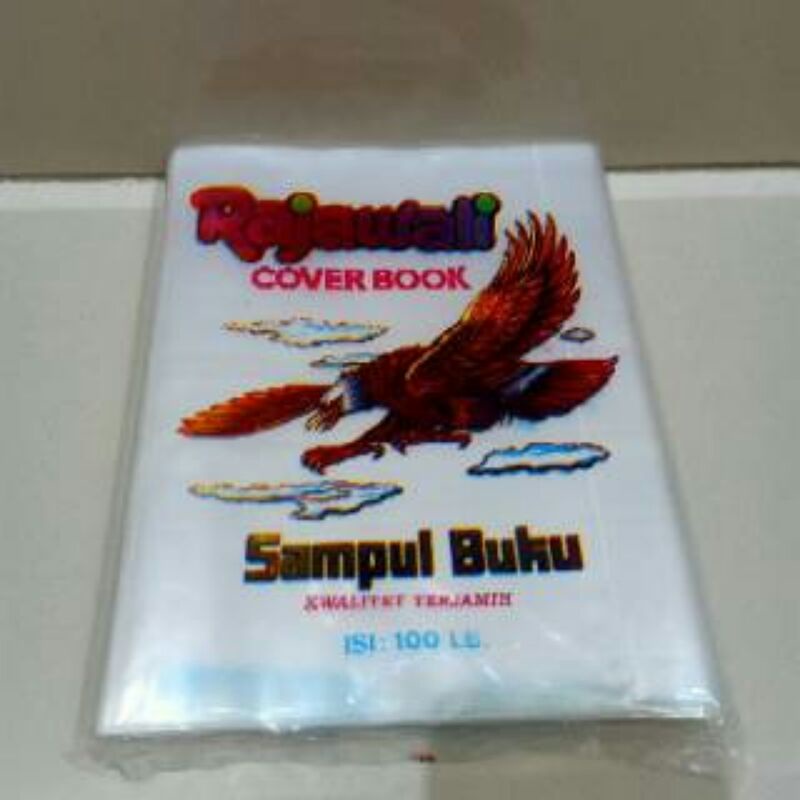 Rajawali
COVER BOOK
Sampul Buku
KWALITET TERJAMIN
ISI: 100 LB.